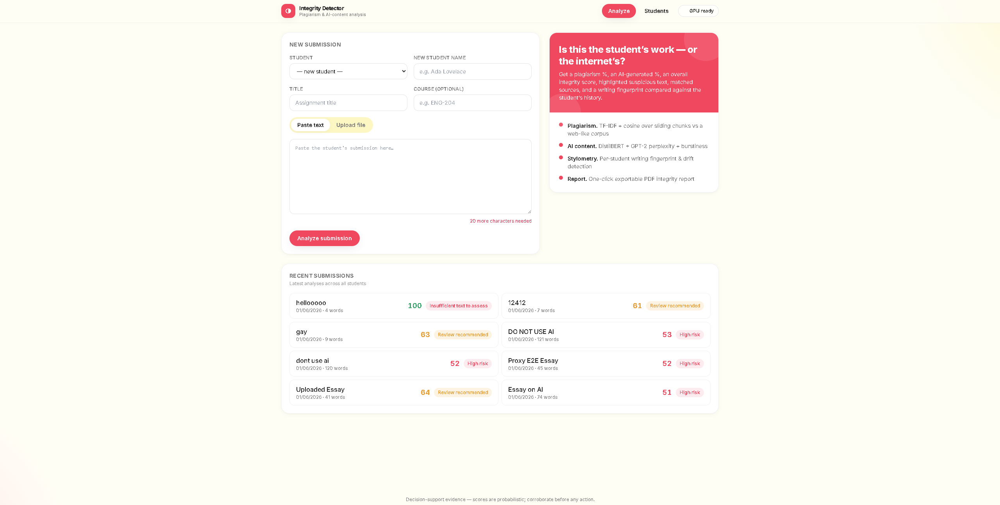 Integrity Detector
Plagiarism & AI-content analysis
Analyze
Students
GPU ready
NEW SUBMISSION
STUDENT
NEW STUDENT NAME
— new student —
e.g. Ada Lovelace
TITLE
COURSE (OPTIONAL)
Assignment title
e.g. ENG-204
Paste text
Upload file
Paste the student's submission here…
20 more characters needed
Analyze submission
Is this the student’s work — or
the internet’s?
Get a plagiarism %, an AI-generated %, an overall
integrity score, highlighted suspicious text, matched
sources, and a writing fingerprint compared against the
student’s history.
Plagiarism. TF-IDF + cosine over sliding chunks vs a
web-like corpus
AI content. DistilBERT + GPT-2 perplexity + burstiness
Stylometry. Per-student writing fingerprint & drift
detection
Report. One-click exportable PDF integrity report
RECENT SUBMISSIONS
Latest analyses across all students
hellooooo
01/06/2026 · 4 words
100
Insufficient text to assess
12412
01/06/2026 · 7 words
61
Review recommended
gay
01/06/2026 · 9 words
63
Review recommended
DO NOT USE AI
01/06/2026 · 121 words
53
High risk
dont use ai
01/06/2026 · 120 words
52
High risk
Proxy E2E Essay
01/06/2026 · 45 words
52
High risk
Uploaded Essay
01/06/2026 · 41 words
64
Review recommended
Essay on AI
01/06/2026 · 74 words
51
High risk
Decision-support evidence — scores are probabilistic; corroborate before any action.